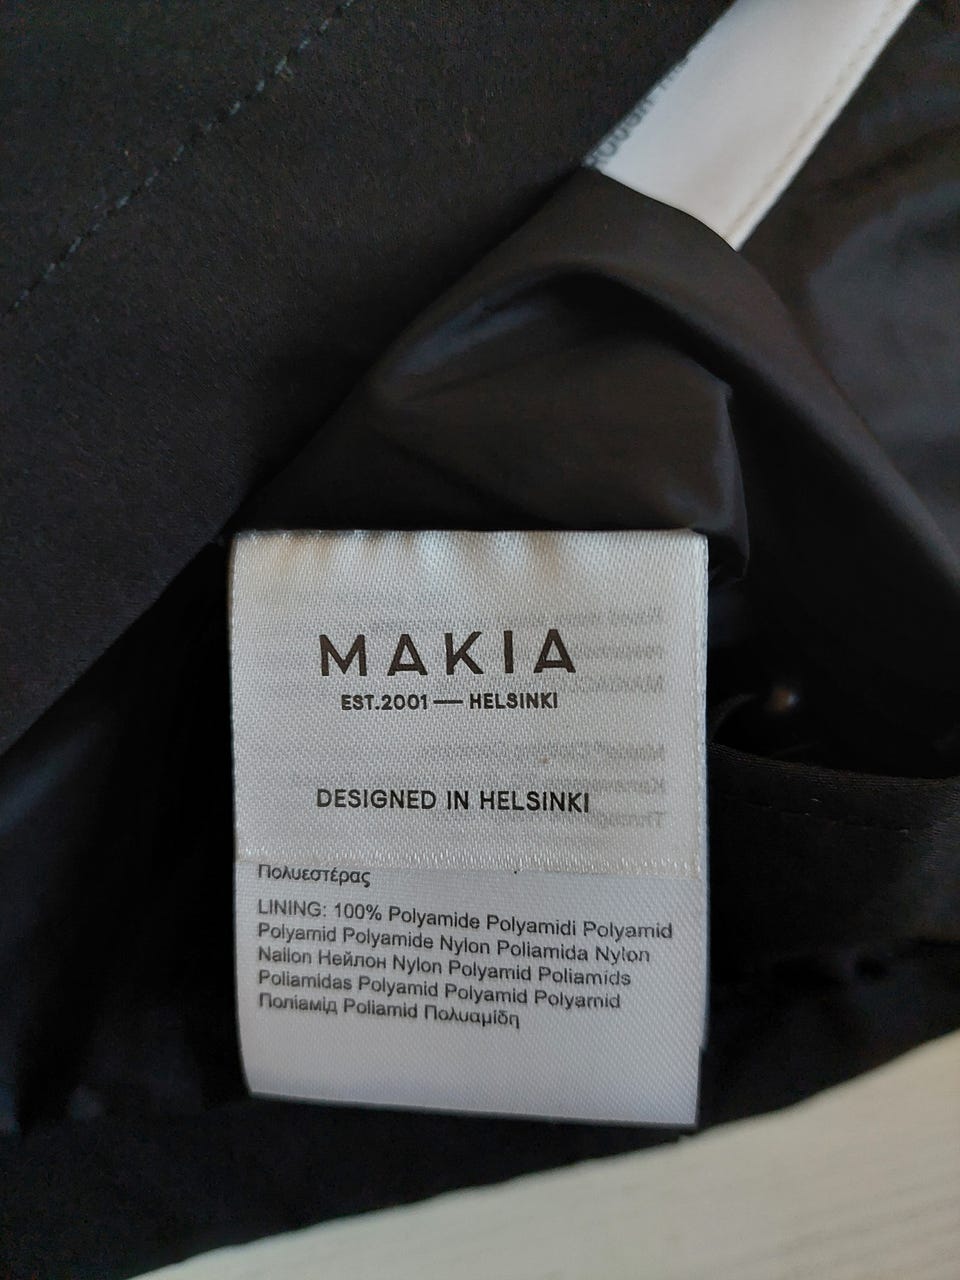 MAKIA
EST.2001 — HELSINKI
DESIGNED IN HELSINKI
Πολυεστέρας
LINING: 100% Polyamide Polyamidi Polyamid
Polyamid Polyamide Nylon Poliamida Nylon
Nailon Нейлон Nylon Polyamid Poliamids
Poliamidas Polyamid Polyamid Polyamid
Поліамід Poliamid Πολυαμίδη